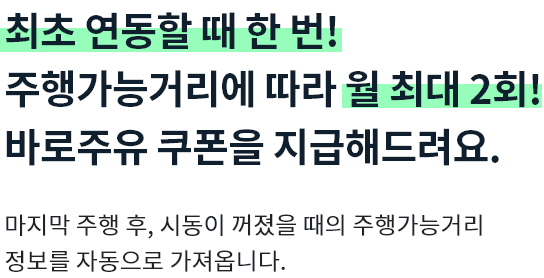 최초 연동할 때 한 번!
주행가능거리에 따라 월 최대 2회!
바로주유 쿠폰을 지급해드려요.
마지막 주행 후, 시동이 꺼졌을 때의 주행가능거리
정보를 자동으로 가져옵니다.